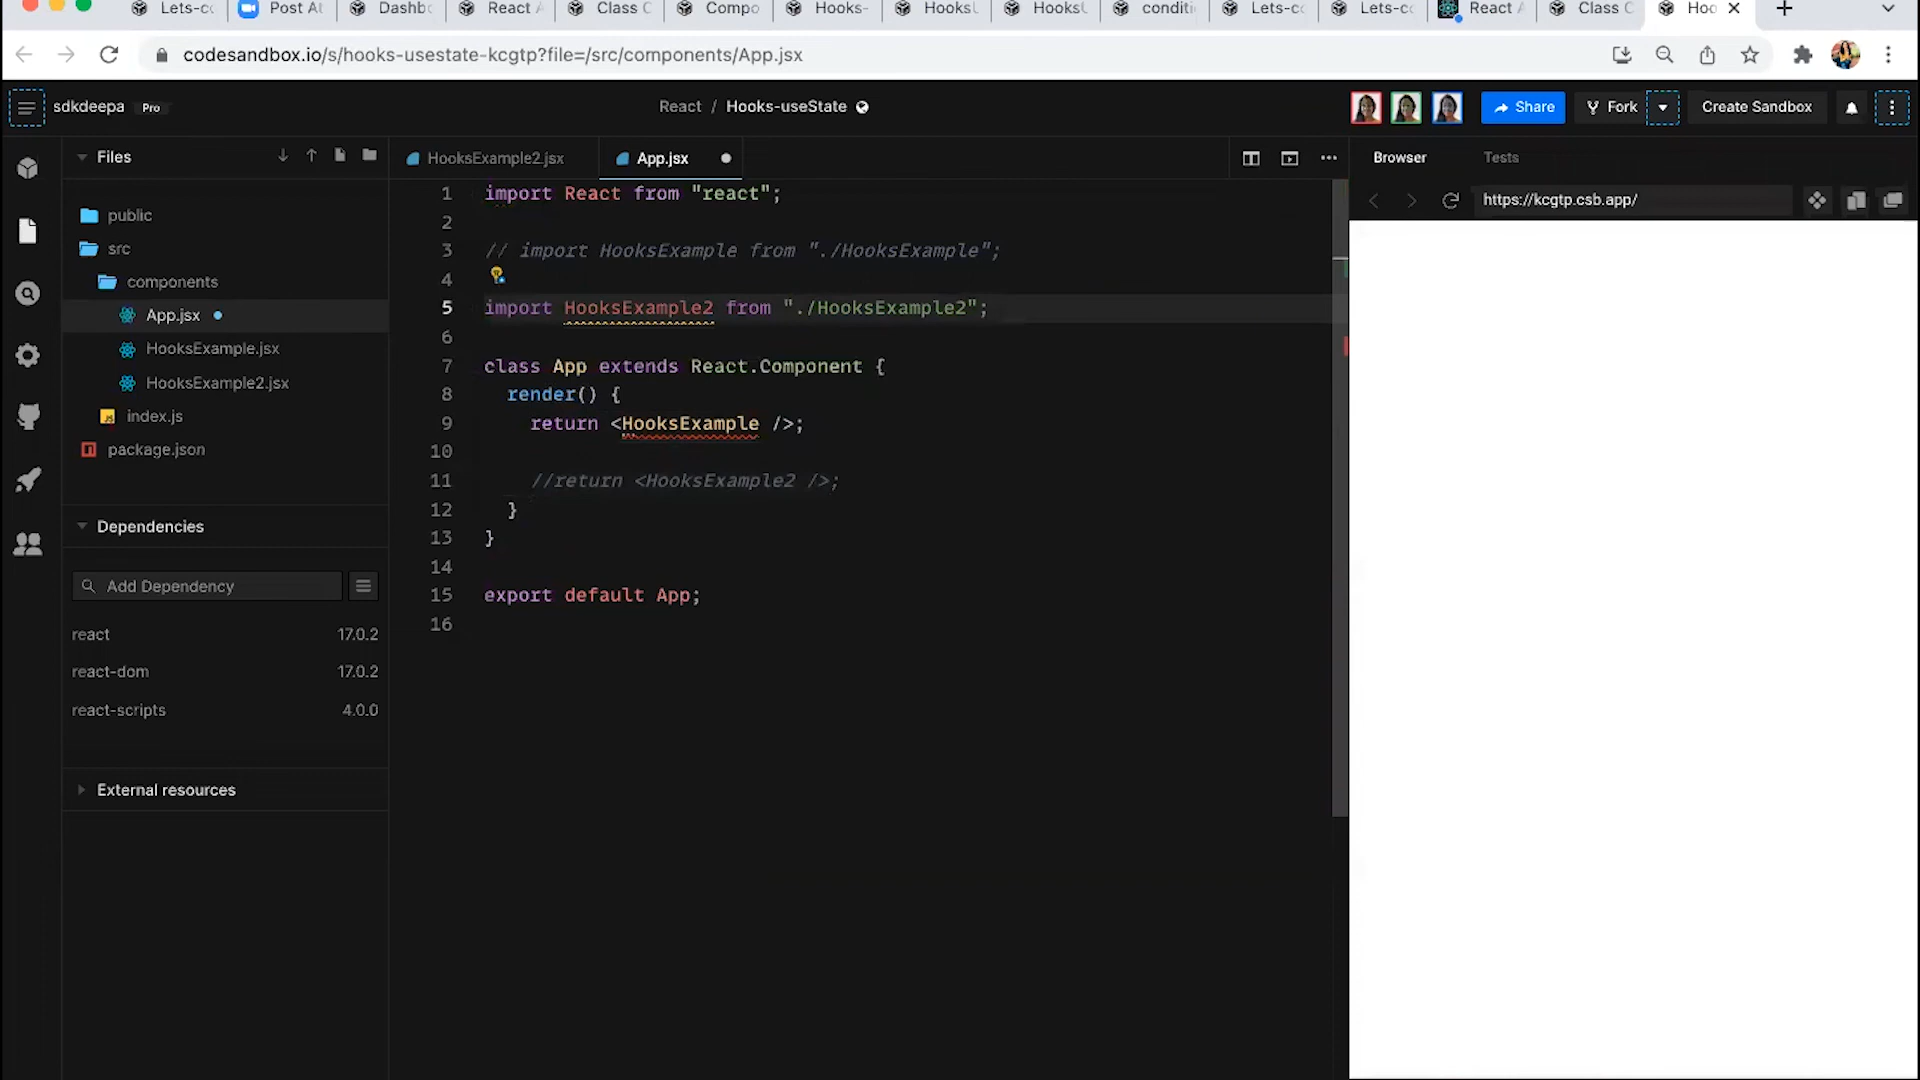 Lets-co
Post At
Dashb
React A
Class C
Compo
Hooks-
HooksU
HooksU
conditi
Lets-co
Lets-co
React A
Class C
Hoo
codesandbox.io/s/hooks-usestate-kcgtp?file=/src/components/App.jsx
sdkdeepa Pro
React / Hooks-useState
Share
Fork
Create Sandbox
Files
HooksExample2.jsx
App.jsx
Browser
Tests
https://kcgtp.csb.app/
public
src
components
App.jsx
HooksExample.jsx
HooksExample2.jsx
index.js
package.json
Dependencies
Add Dependency
react 17.0.2
react-dom 17.0.2
react-scripts 4.0.0
External resources
1 import React from "react";
2
3 // import HooksExample from "./HooksExample";
4
5 import HooksExample2 from "./HooksExample2";
6
7 class App extends React.Component {
8 render() {
9 return <HooksExample />;
10
11 //return <HooksExample2 />;
12 }
13 }
14
15 export default App;
16